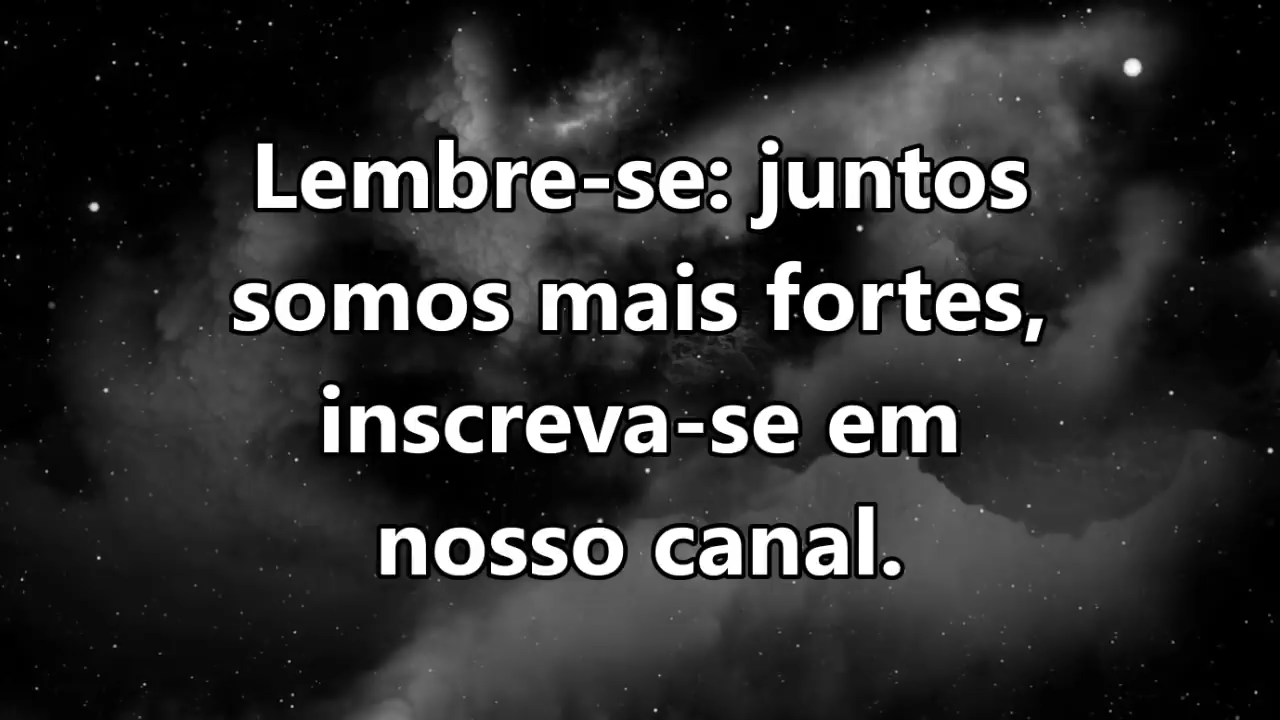 Lembre-se: juntos
somos mais fortes,
inscreva-se em
nosso canal.